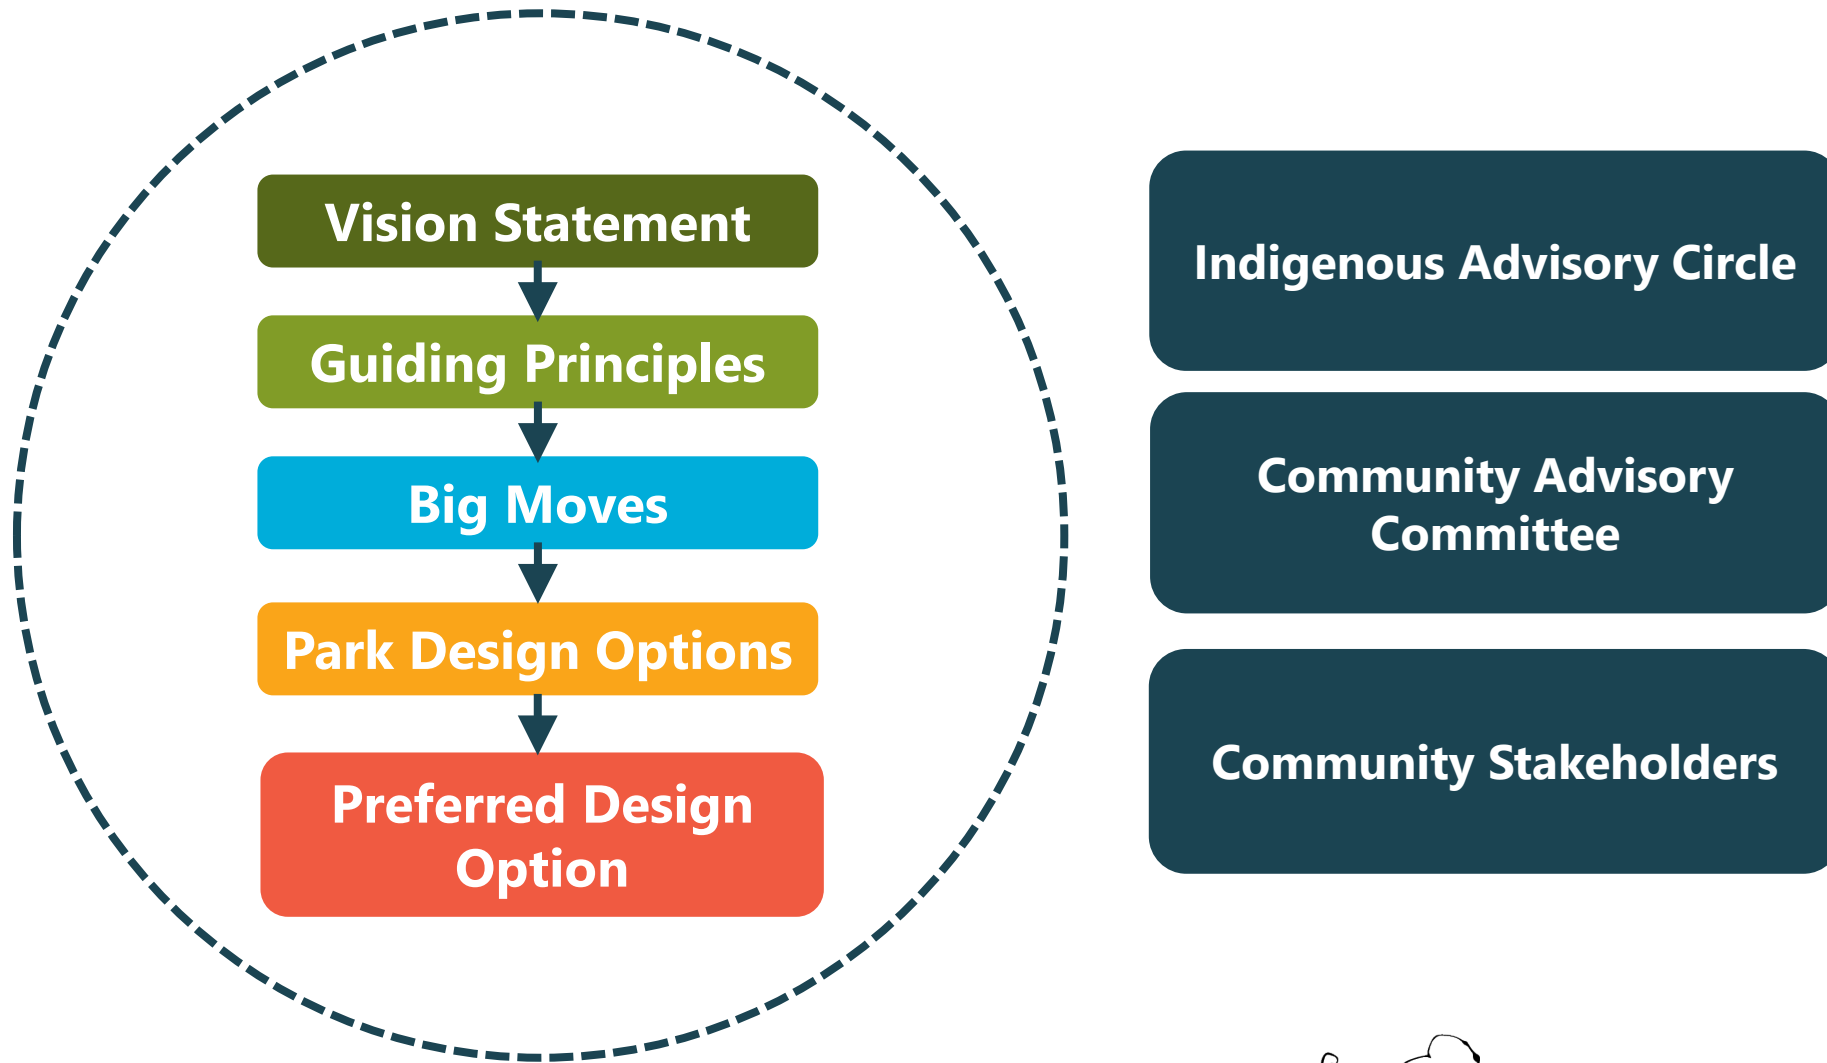 Vision Statement
Guiding Principles
Big Moves
Park Design Options
Preferred Design
Option
Indigenous Advisory Circle
Community Advisory
Committee
Community Stakeholders